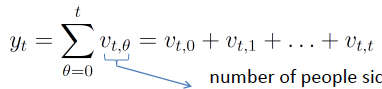 y_t = \sum_{\theta=0}^{t} v_{t,\theta} = v_{t,0} + v_{t,1} + \ldots + v_{t,t}
number of people sic